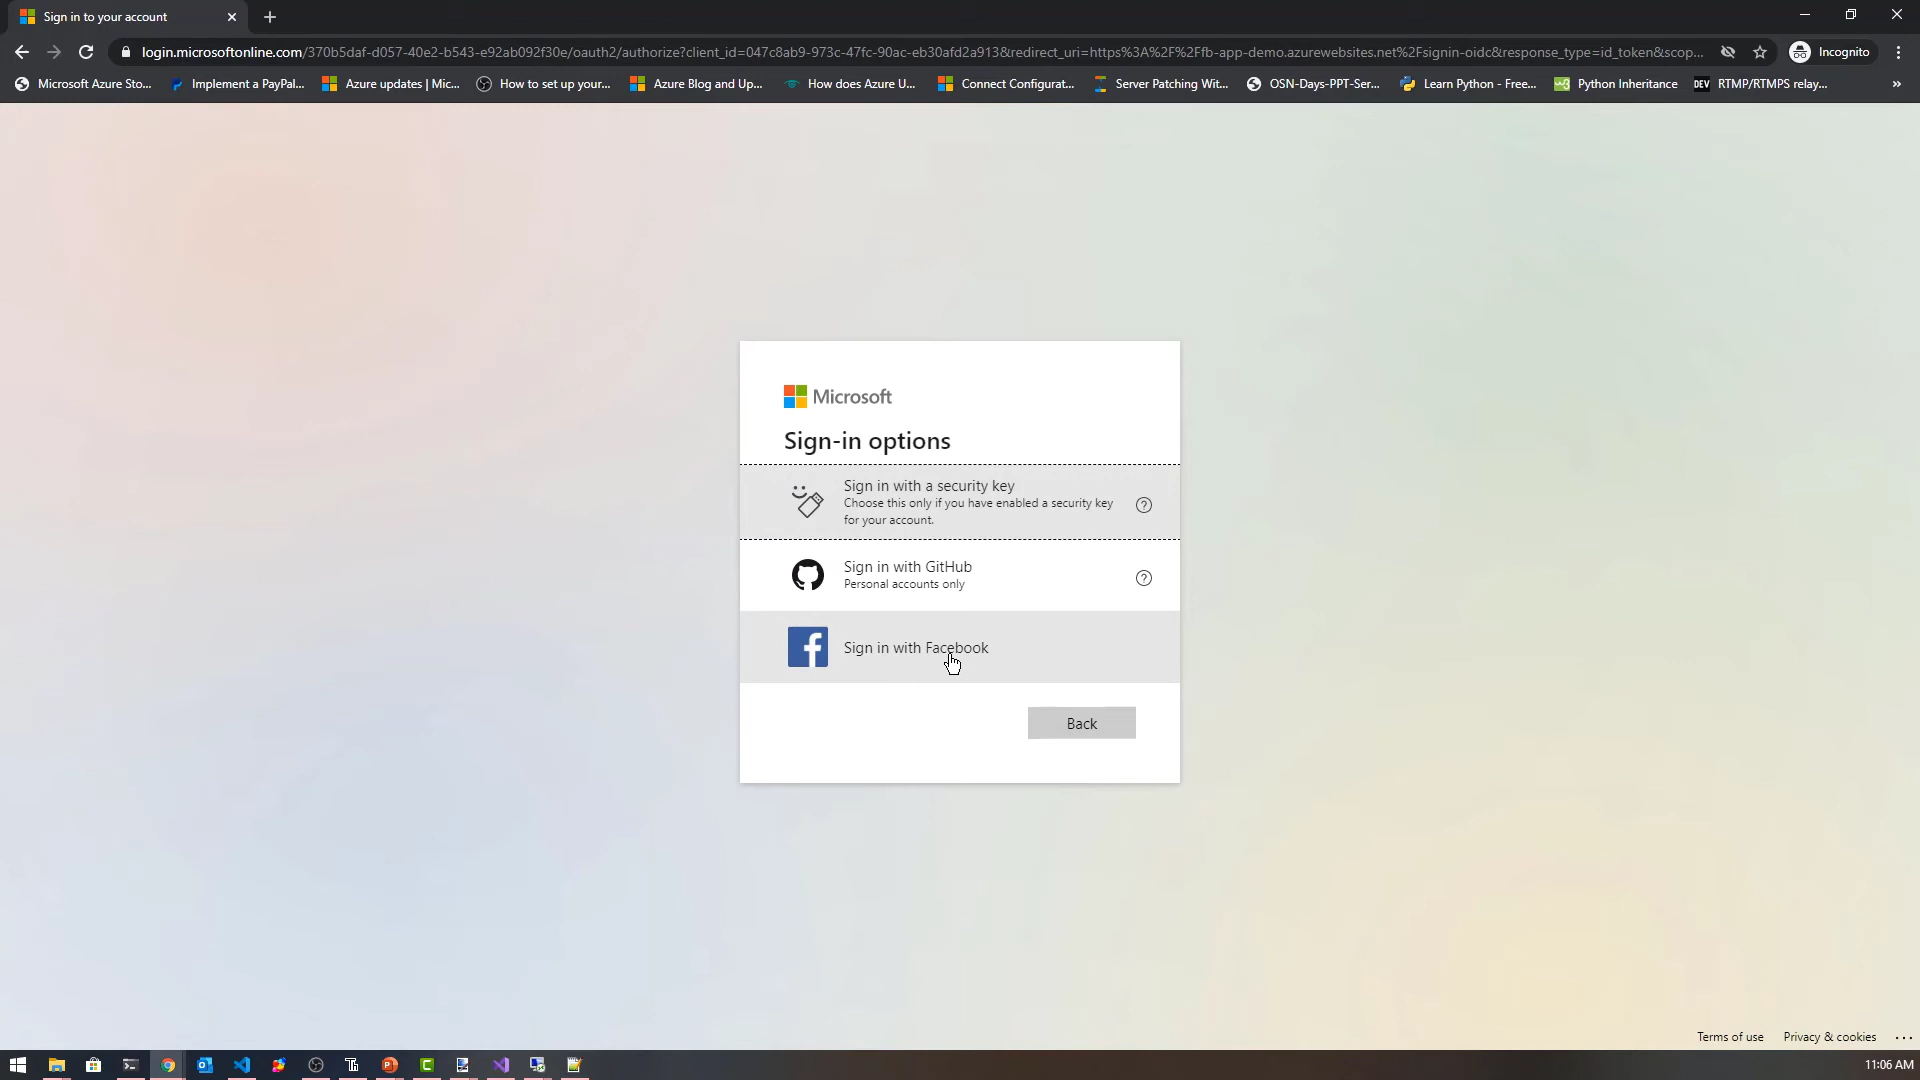 Sign in to your account
login.microsoftonline.com/370b5daf-d057-40e2-b543-e92ab092f30e/oauth2/authorize?client_id=047c8ab9-973c-47fc-90ac-eb30afd2a913&redirect_uri=https%3A%2F%2Ffb-app-demo.azurewebsites.net%2Fsignin-oidc&response_type=id_token&scop...
Incognito
Microsoft Azure Sto...
Implement a PayPal...
Azure updates | Mic...
How to set up your...
Azure Blog and Up...
How does Azure U...
Connect Configurat...
Server Patching Wit...
OSN-Days-PPT-Ser...
Learn Python - Free...
Python Inheritance
DEV RTMP/RTMPS relay...
Microsoft
Sign-in options
Sign in with a security key
Choose this only if you have enabled a security key
for your account.
Sign in with GitHub
Personal accounts only
Sign in with Facebook
Back
Terms of use
Privacy & cookies
11:06 AM